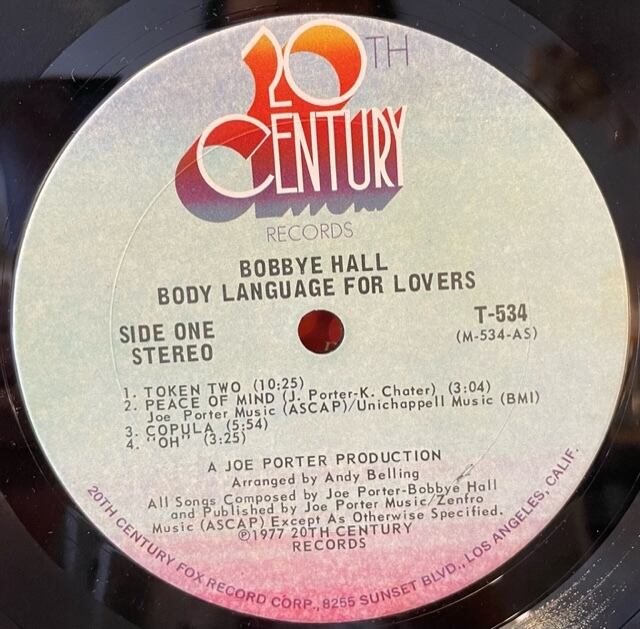 20TH
CENTURY
RECORDS
BOBBYE HALL
BODY LANGUAGE FOR LOVERS
SIDE ONE
STEREO
T-534
(M-534-AS)
1. TOKEN TWO (10:25)
2. PEACE OF MIND (J. Porter-K. Chater) (3:04)
Joe Porter Music (ASCAP)/Unichappell Music (BMI)
3. COPULA (5:54)
4. "OH" (3:25)
A JOE PORTER PRODUCTION
Arranged by Andy Belling
All Songs Composed by Joe Porter-Bobbye Hall
and Published by Joe Porter Music/Zenfro
Music (ASCAP) Except As Otherwise Specified.
℗1977 20TH CENTURY
RECORDS
20TH CENTURY FOX RECORD CORP., 8255 SUNSET BLVD., LOS ANGELES, CALIF.